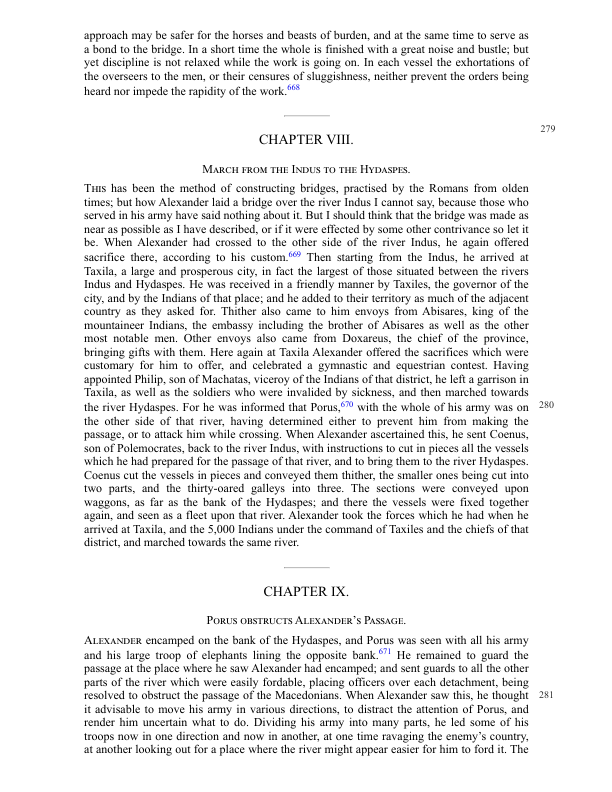 approach may be safer for the horses and beasts of burden, and at the same time to serve as
a bond to the bridge. In a short time the whole is finished with a great noise and bustle; but
yet discipline is not relaxed while the work is going on. In each vessel the exhortations of
the overseers to the men, or their censures of sluggishness, neither prevent the orders being
heard nor impede the rapidity of the work.668
279
CHAPTER VIII.
March from the Indus to the Hydaspes.
This has been the method of constructing bridges, practised by the Romans from olden
times; but how Alexander laid a bridge over the river Indus I cannot say, because those who
served in his army have said nothing about it. But I should think that the bridge was made as
near as possible as I have described, or if it were effected by some other contrivance so let it
be. When Alexander had crossed to the other side of the river Indus, he again offered
sacrifice there, according to his custom.669 Then starting from the Indus, he arrived at
Taxila, a large and prosperous city, in fact the largest of those situated between the rivers
Indus and Hydaspes. He was received in a friendly manner by Taxiles, the governor of the
city, and by the Indians of that place; and he added to their territory as much of the adjacent
country as they asked for. Thither also came to him envoys from Abisares, king of the
mountaineer Indians, the embassy including the brother of Abisares as well as the other
most notable men. Other envoys also came from Doxareus, the chief of the province,
bringing gifts with them. Here again at Taxila Alexander offered the sacrifices which were
customary for him to offer, and celebrated a gymnastic and equestrian contest. Having
appointed Philip, son of Machatas, viceroy of the Indians of that district, he left a garrison in
Taxila, as well as the soldiers who were invalided by sickness, and then marched towards
the river Hydaspes. For he was informed that Porus,670 with the whole of his army was on 280
the other side of that river, having determined either to prevent him from making the
passage, or to attack him while crossing. When Alexander ascertained this, he sent Coenus,
son of Polemocrates, back to the river Indus, with instructions to cut in pieces all the vessels
which he had prepared for the passage of that river, and to bring them to the river Hydaspes.
Coenus cut the vessels in pieces and conveyed them thither, the smaller ones being cut into
two parts, and the thirty-oared galleys into three. The sections were conveyed upon
waggons, as far as the bank of the Hydaspes; and there the vessels were fixed together
again, and seen as a fleet upon that river. Alexander took the forces which he had when he
arrived at Taxila, and the 5,000 Indians under the command of Taxiles and the chiefs of that
district, and marched towards the same river.
CHAPTER IX.
Porus obstructs Alexander’s Passage.
Alexander encamped on the bank of the Hydaspes, and Porus was seen with all his army
and his large troop of elephants lining the opposite bank.671 He remained to guard the
passage at the place where he saw Alexander had encamped; and sent guards to all the other
parts of the river which were easily fordable, placing officers over each detachment, being
resolved to obstruct the passage of the Macedonians. When Alexander saw this, he thought 281
it advisable to move his army in various directions, to distract the attention of Porus, and
render him uncertain what to do. Dividing his army into many parts, he led some of his
troops now in one direction and now in another, at one time ravaging the enemy’s country,
at another looking out for a place where the river might appear easier for him to ford it. The